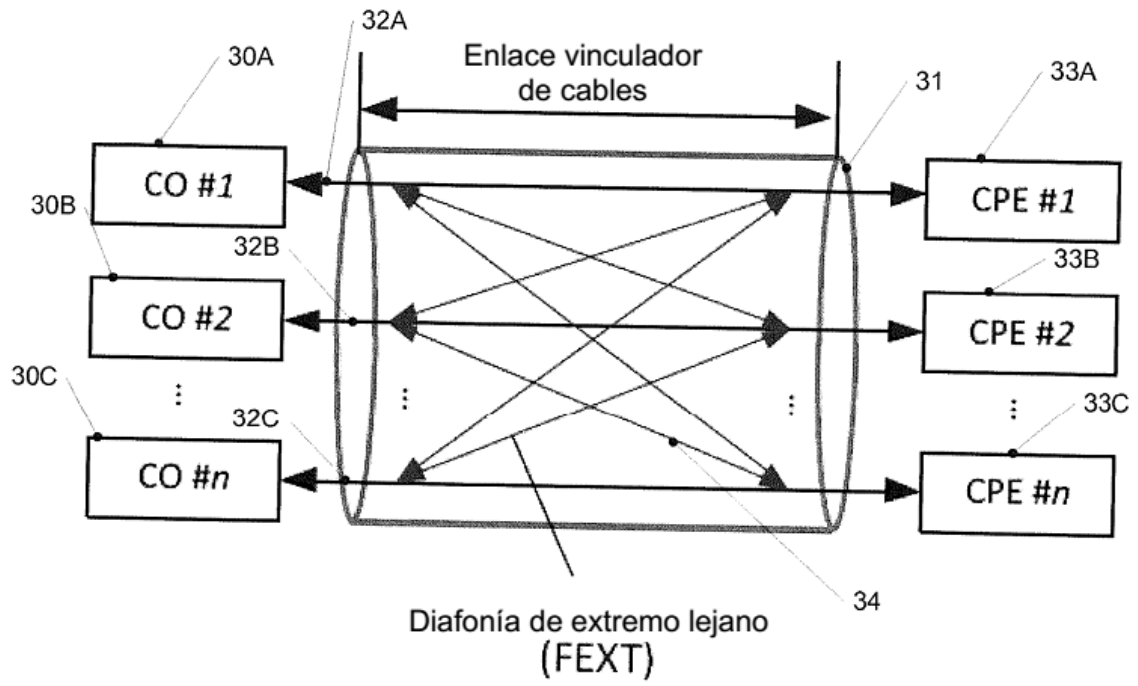 32A
30A
Enlace vinculador
de cables
33A
31
CO #1
CPE #1
30B
32B
33B
CO #2
CPE #2
30C
...
...
...
...
33C
32C
CO #n
CPE #n
34
Diafonía de extremo lejano
(FEXT)